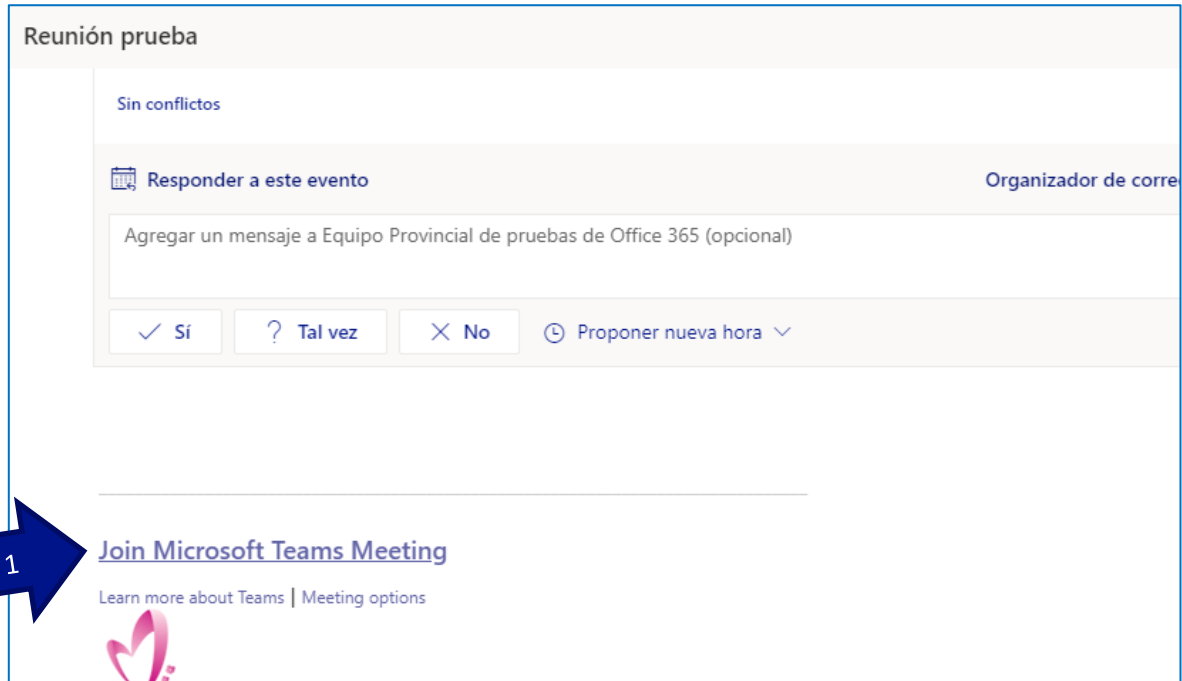 Reunión prueba
Sin conflictos
Responder a este evento
Organizador de corre
Agregar un mensaje a Equipo Provincial de pruebas de Office 365 (opcional)
Sí
? Tal vez
No
Proponer nueva hora
1
Join Microsoft Teams Meeting
Learn more about Teams | Meeting options